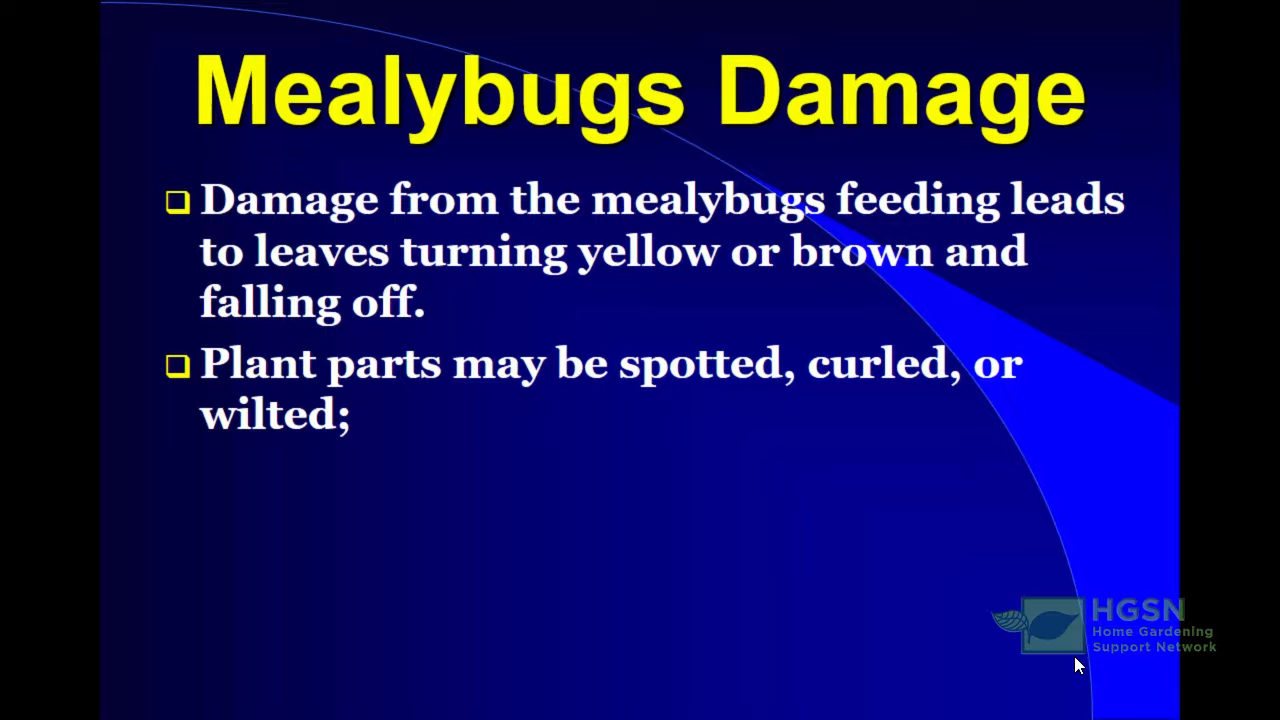 Mealybugs Damage
Damage from the mealybugs feeding leads
to leaves turning yellow or brown and
falling off.
Plant parts may be spotted, curled, or
wilted;
HGSN
Home Gardening
Support Network